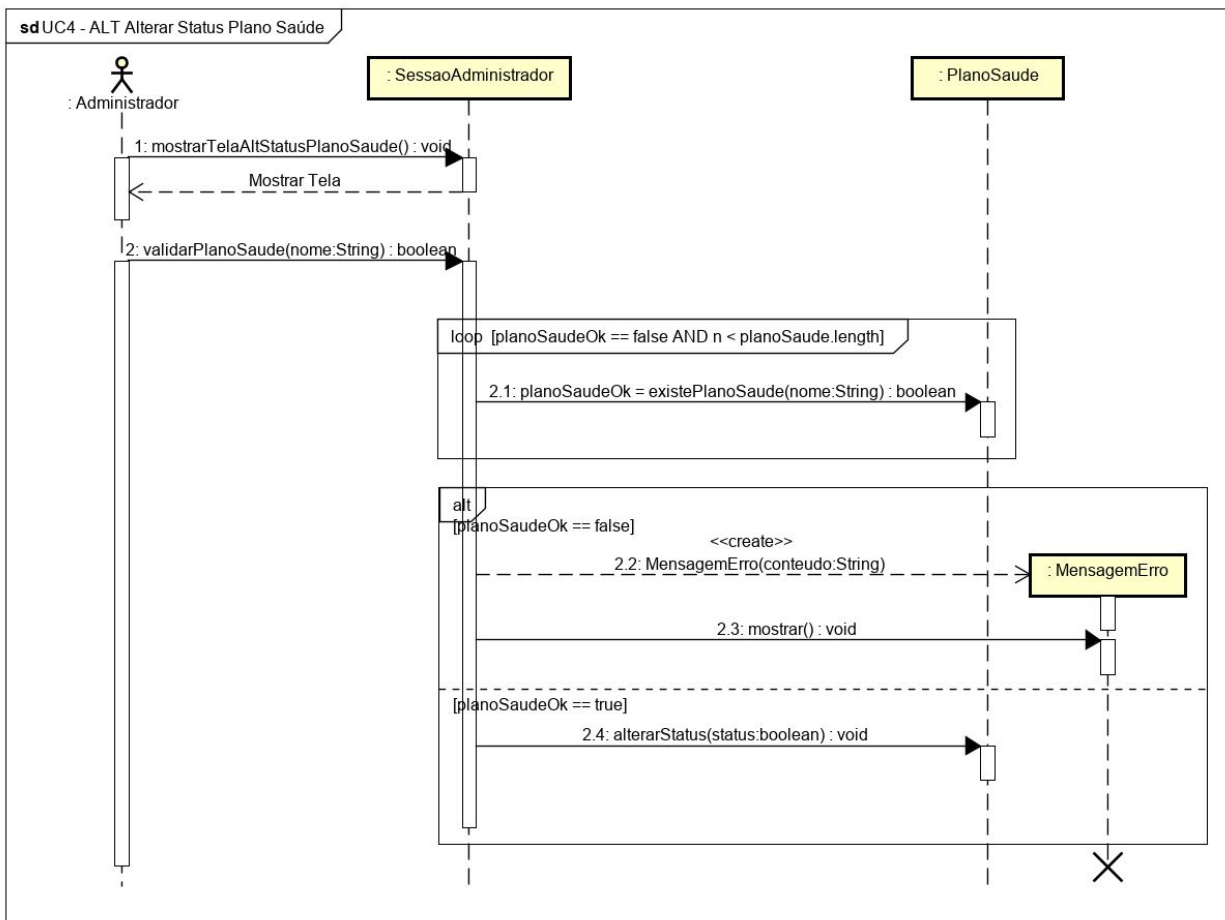 sd UC4 - ALT Alterar Status Plano Saúde
: Administrador
: SessaoAdministrador
: PlanoSaude
1: mostrarTelaAltStatusPlanoSaude() : void
Mostrar Tela
2: validarPlanoSaude(nome:String) : boolean
loop [planoSaudeOk == false AND n < planoSaude.length]
2.1: planoSaudeOk = existePlanoSaude(nome:String) : boolean
alt
[planoSaudeOk == false]
<<create>>
2.2: MensagemErro(conteudo:String)
: MensagemErro
2.3: mostrar() : void
[planoSaudeOk == true]
2.4: alterarStatus(status:boolean) : void